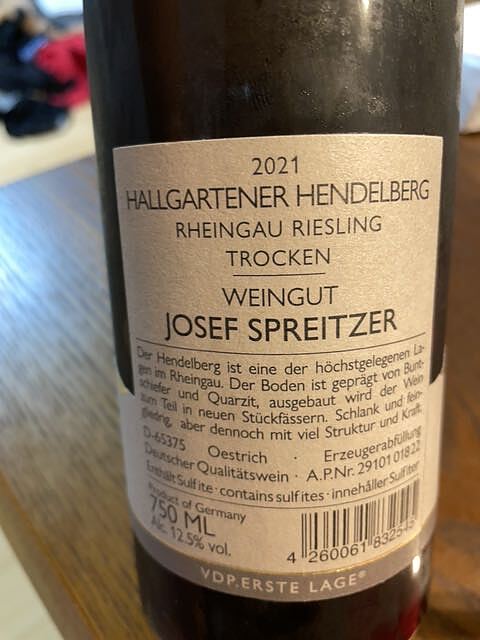 2021
HALLGARTENER HENDELBERG
RHEINGAU RIESLING
TROCKEN
WEINGUT
JOSEF SPREITZER
Der Hendelberg ist eine der höchstgelegenen La-
gen im Rheingau. Der Boden ist geprägt von Bunt-
schiefer und Quarzit, ausgebaut wird der Wein
zum Teil in neuen Stückfässern. Schlank und fein-
gliedrig, aber dennoch mit viel Struktur und Kraft.
D-65375 Oestrich · Erzeugerabfüllung
Deutscher Qualitätswein · A.P.Nr. 29101 018 22
Enthält Sulfite · contains sulfites · innehåller Sulfiter
Product of Germany
750 ML
Alc. 12.5% vol.
4 260061 832545
VDP.ERSTE LAGE®